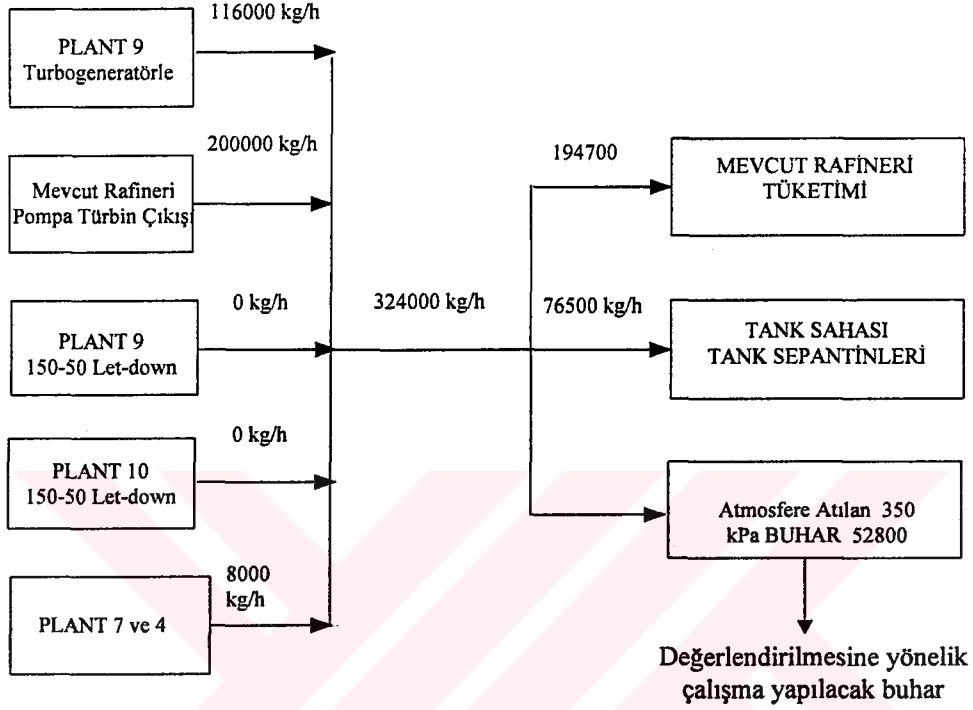 116000 kg/h
PLANT 9
Turbogeneratörle
200000 kg/h
Mevcut Rafineri
Pompa Türbin Çıkışı
0 kg/h
PLANT 9
150-50 Let-down
0 kg/h
PLANT 10
150-50 Let-down
8000
kg/h
PLANT 7 ve 4
324000 kg/h
194700
MEVCUT RAFİNERİ
TÜKETİMİ
76500 kg/h
TANK SAHASI
TANK SEPANTİNLERİ
Atmosfere Atılan 350
kPa BUHAR 52800
Değerlendirilmesine yönelik
çalışma yapılacak buhar